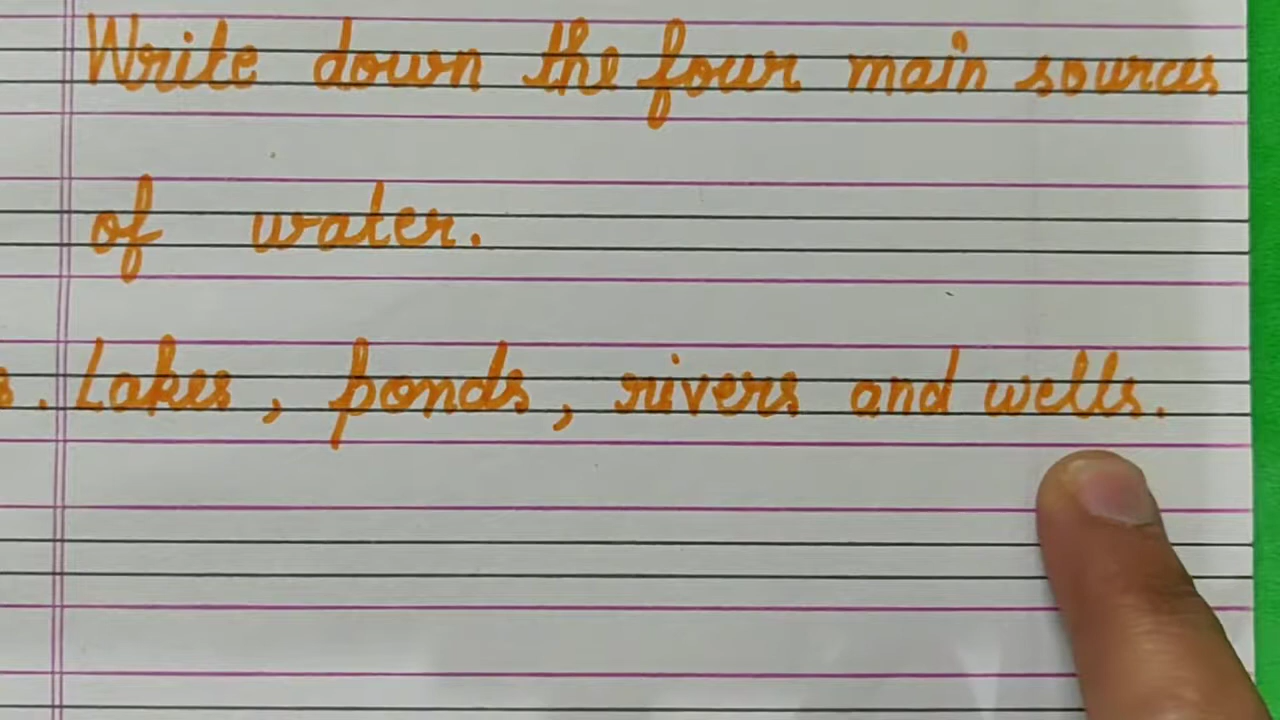 Write down the four main sources
of water.
s. Lakes, ponds, rivers and wells.